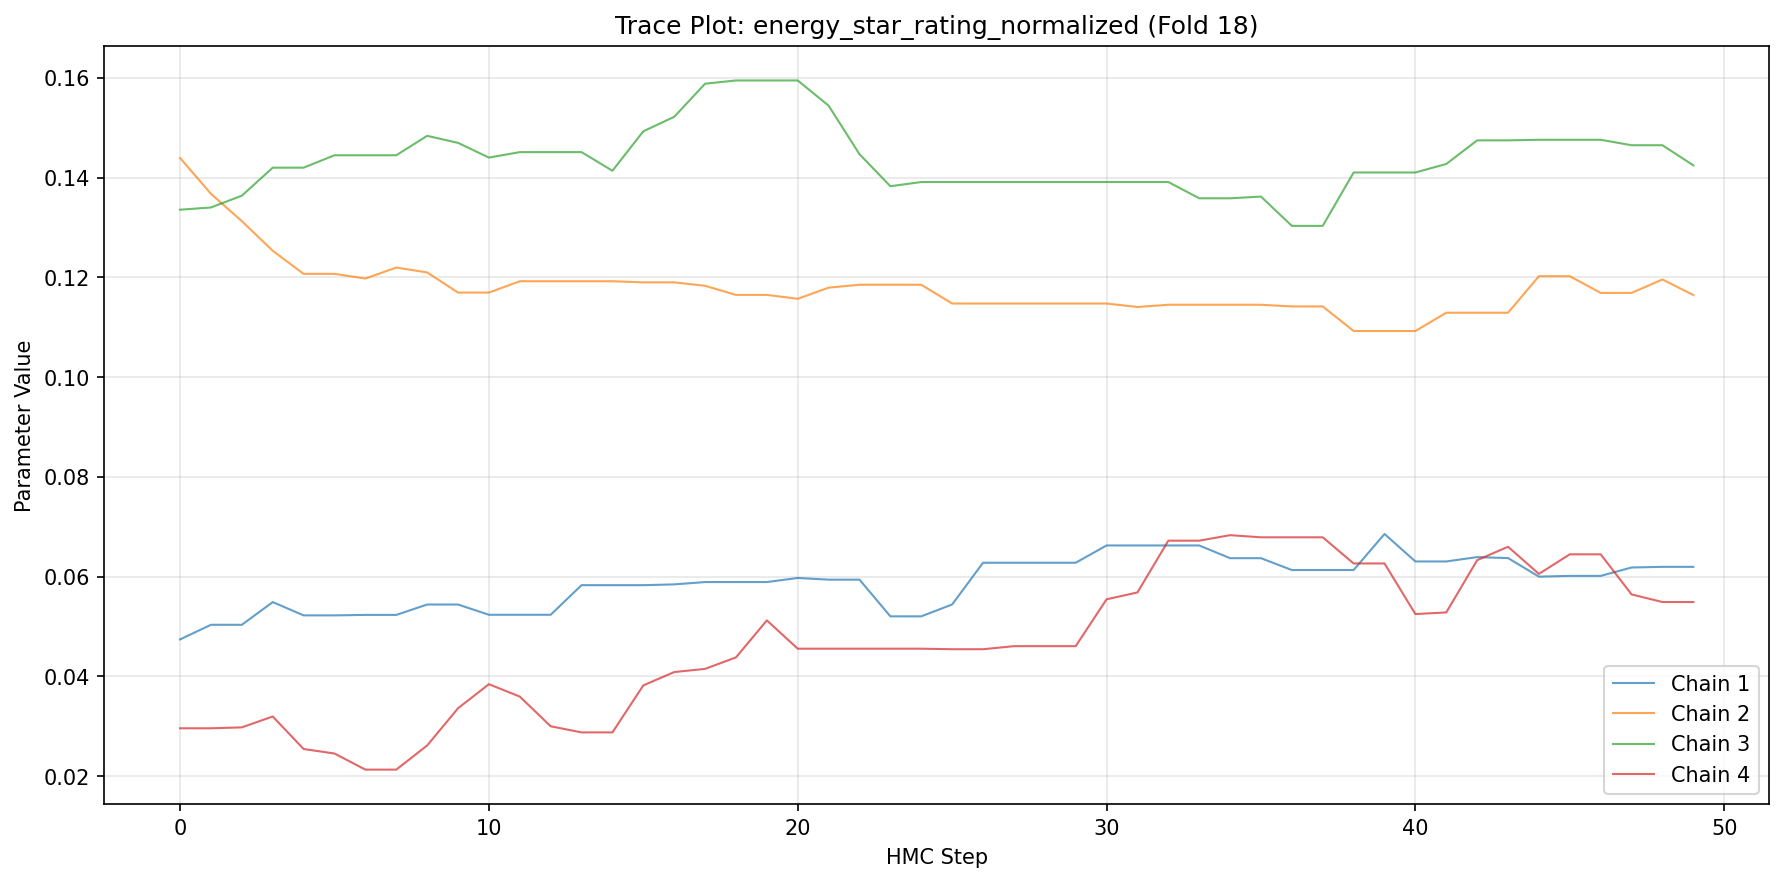 Trace Plot: energy_star_rating_normalized (Fold 18)
0.16
0.14
0.12
0.10
0.08
0.06
0.04
0.02
Parameter Value
0 10 20 30 40 50
HMC Step
Chain 1
Chain 2
Chain 3
Chain 4